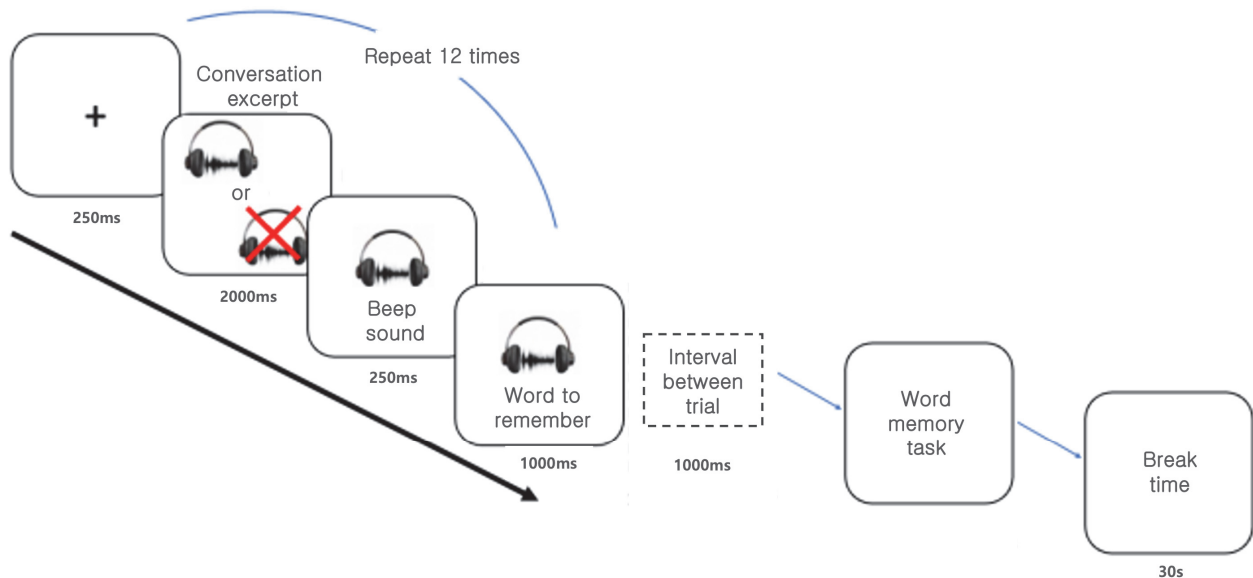 Repeat 12 times
Conversation
excerpt
+
250ms
or
2000ms
Beep
sound
250ms
Word to
remember
1000ms
Interval
between
trial
1000ms
Word
memory
task
Break
time
30s